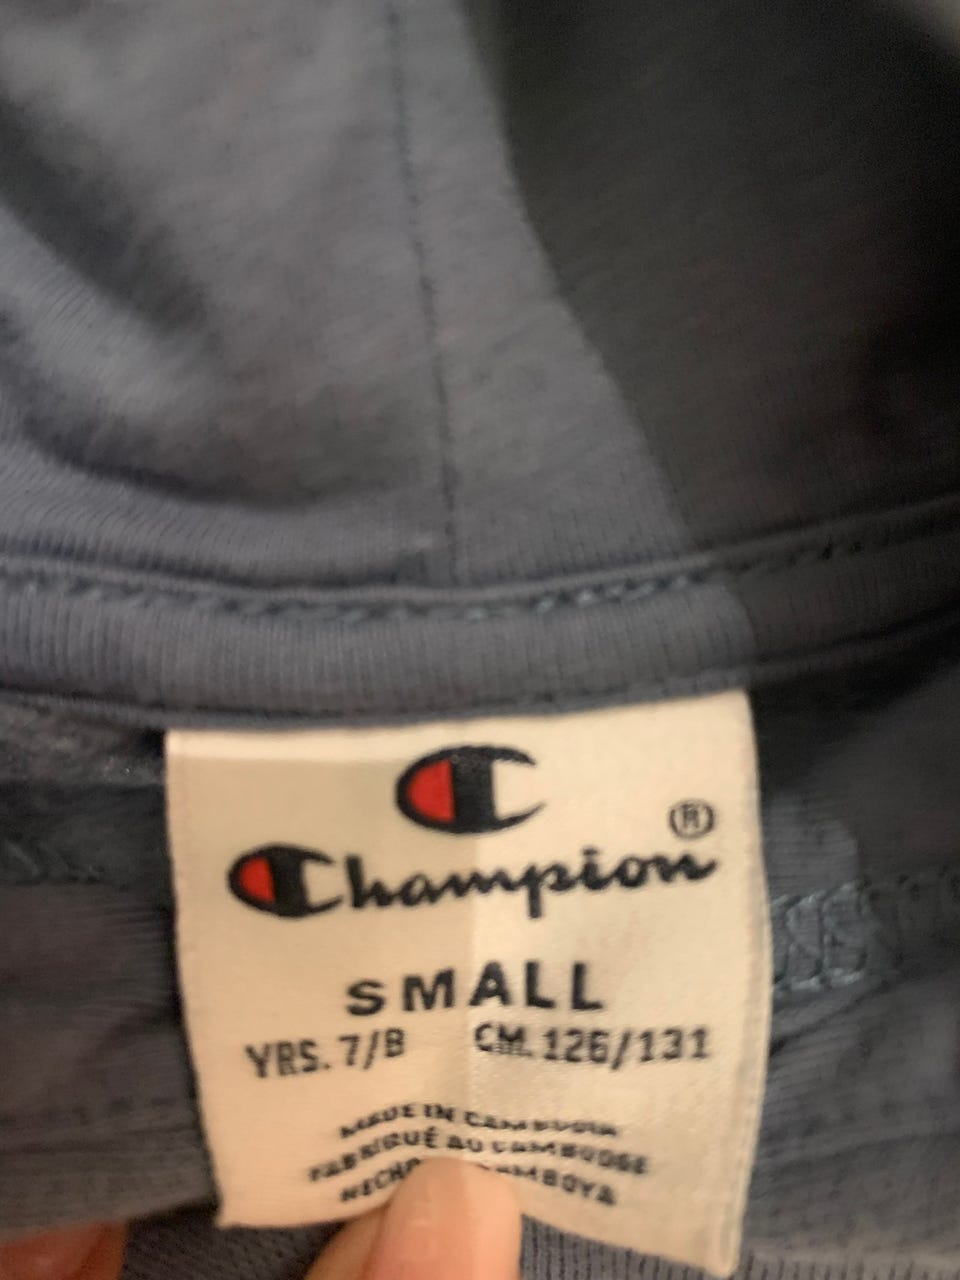 Champion®
SMALL
YRS. 7/8 CM. 126/131
MADE IN CAMBODIA
FABRIQUÉ AU CAMBODGE